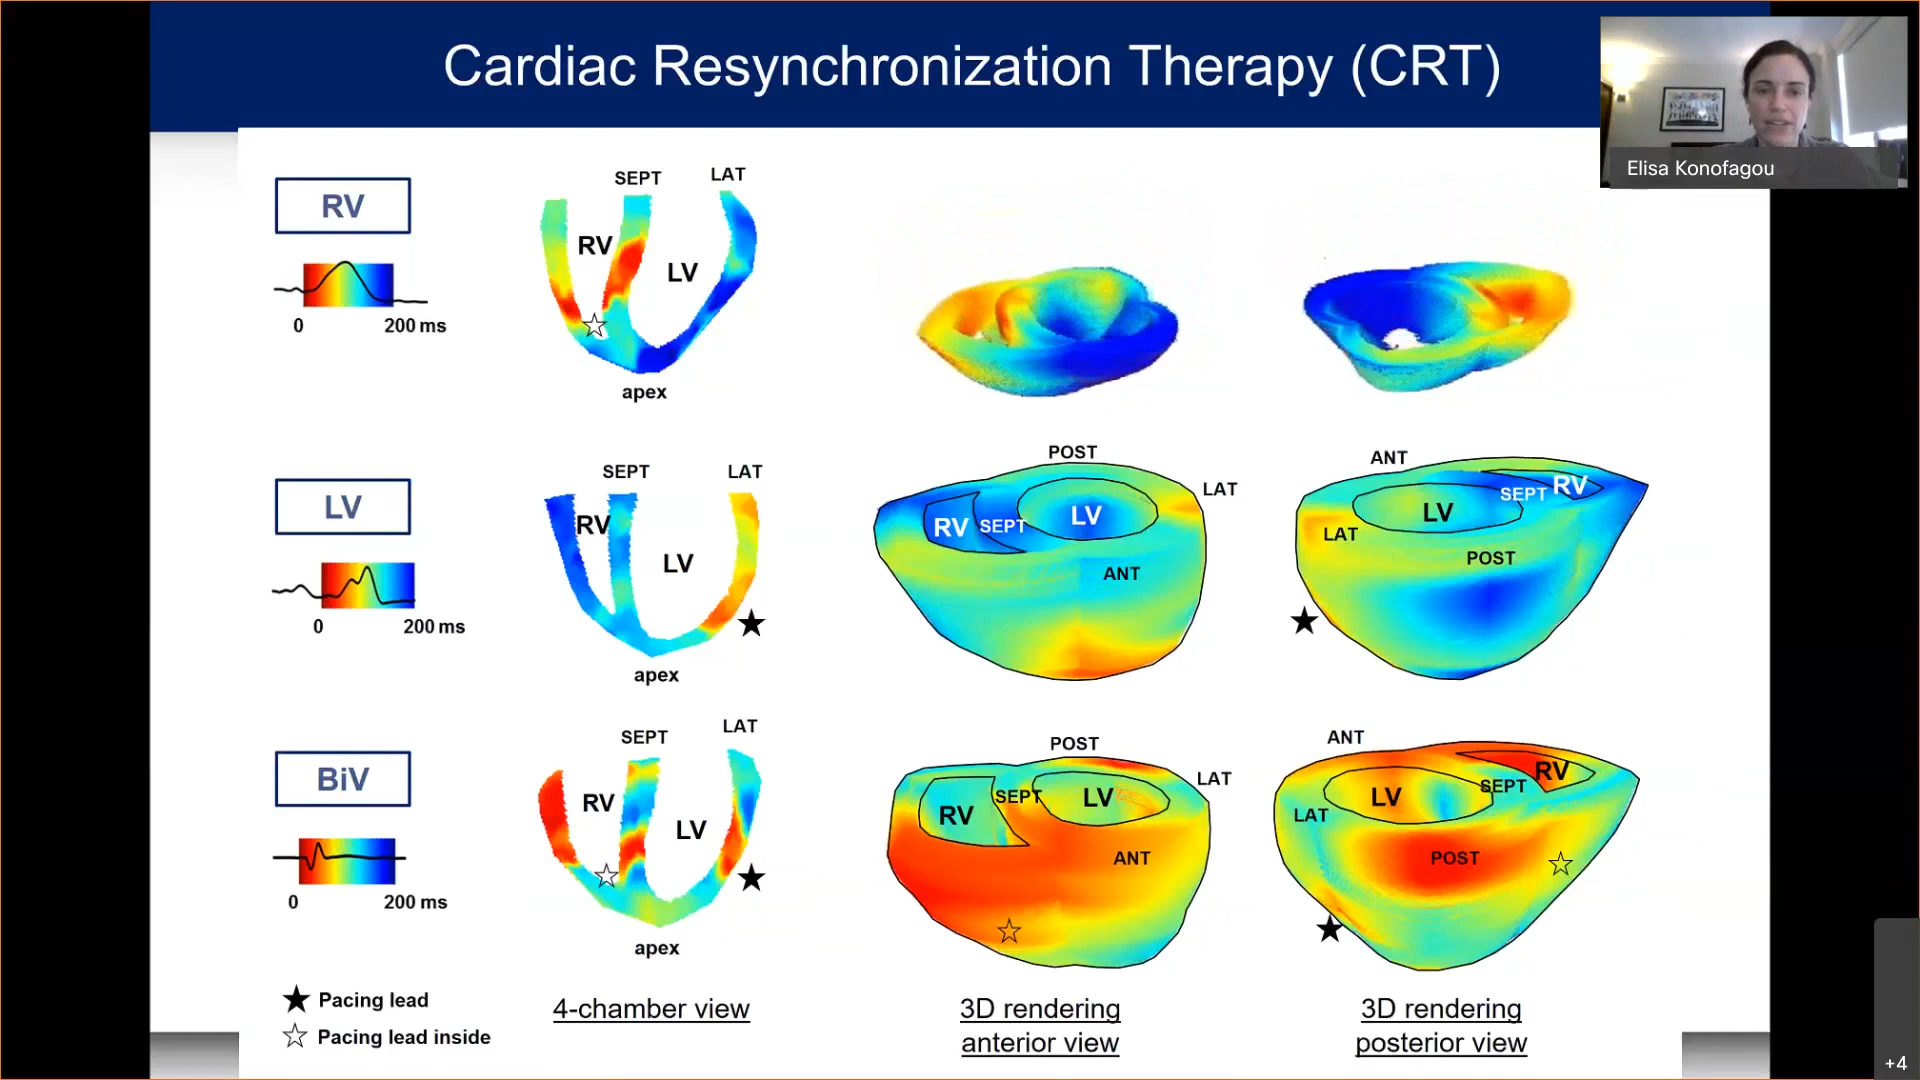 Cardiac Resynchronization Therapy (CRT)
Elisa Konofagou
RV
0 200 ms
SEPT LAT
RV
LV
apex
LV
0 200 ms
SEPT LAT
RV
LV
apex
POST
LAT
RV SEPT LV
ANT
ANT
RV
SEPT
LV
LAT
POST
BiV
0 200 ms
SEPT LAT
RV
LV
apex
POST
LAT
SEPT LV
RV
ANT
ANT
RV
SEPT
LV
LAT
POST
★ Pacing lead
☆ Pacing lead inside
4-chamber view
3D rendering
anterior view
3D rendering
posterior view
+4